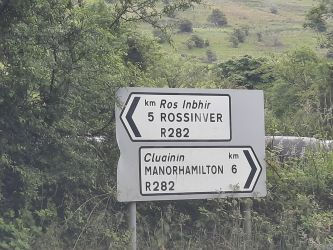 km Ros Inbhir
5 ROSSINVER
R282
Cluainín km
MANORHAMILTON 6
R282